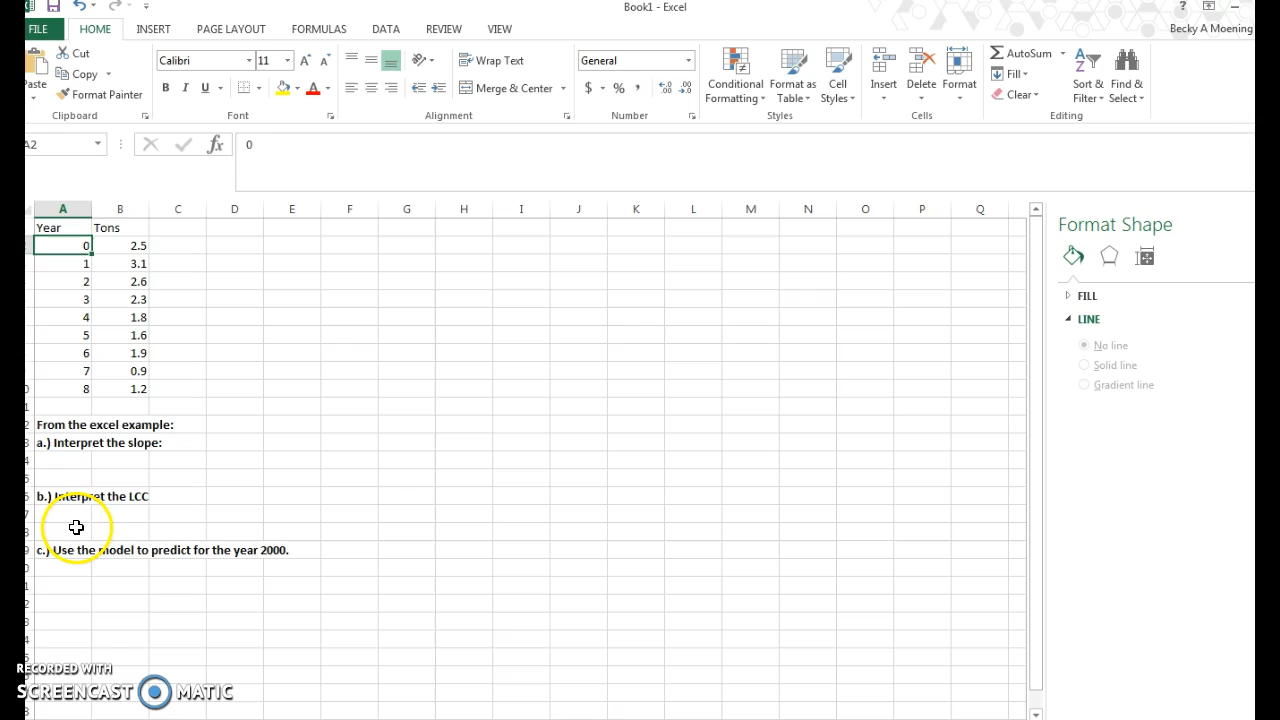 Book1 - Excel
?
FILE HOME INSERT PAGE LAYOUT FORMULAS DATA REVIEW VIEW
Becky A Moening
Cut
Copy
Format Painter
Paste
Clipboard
Calibri 11
B I U
Font
Wrap Text
Merge & Center
Alignment
General
$ %
Number
Conditional Formatting
Format as Table
Cell Styles
Styles
Insert Delete Format
Cells
AutoSum
Fill
Clear
Sort & Filter
Find & Select
Editing
A2 fx 0
A B C D E F G H I J K L M N O P Q
Year Tons
0 2.5
1 3.1
2 2.6
3 2.3
4 1.8
5 1.6
6 1.9
7 0.9
8 1.2
From the excel example:
a.) Interpret the slope:
b.) Interpret the LCC
c.) Use the model to predict for the year 2000.
Format Shape
FILL
LINE
No line
Solid line
Gradient line
RECORDED WITH
SCREENCAST MATIC